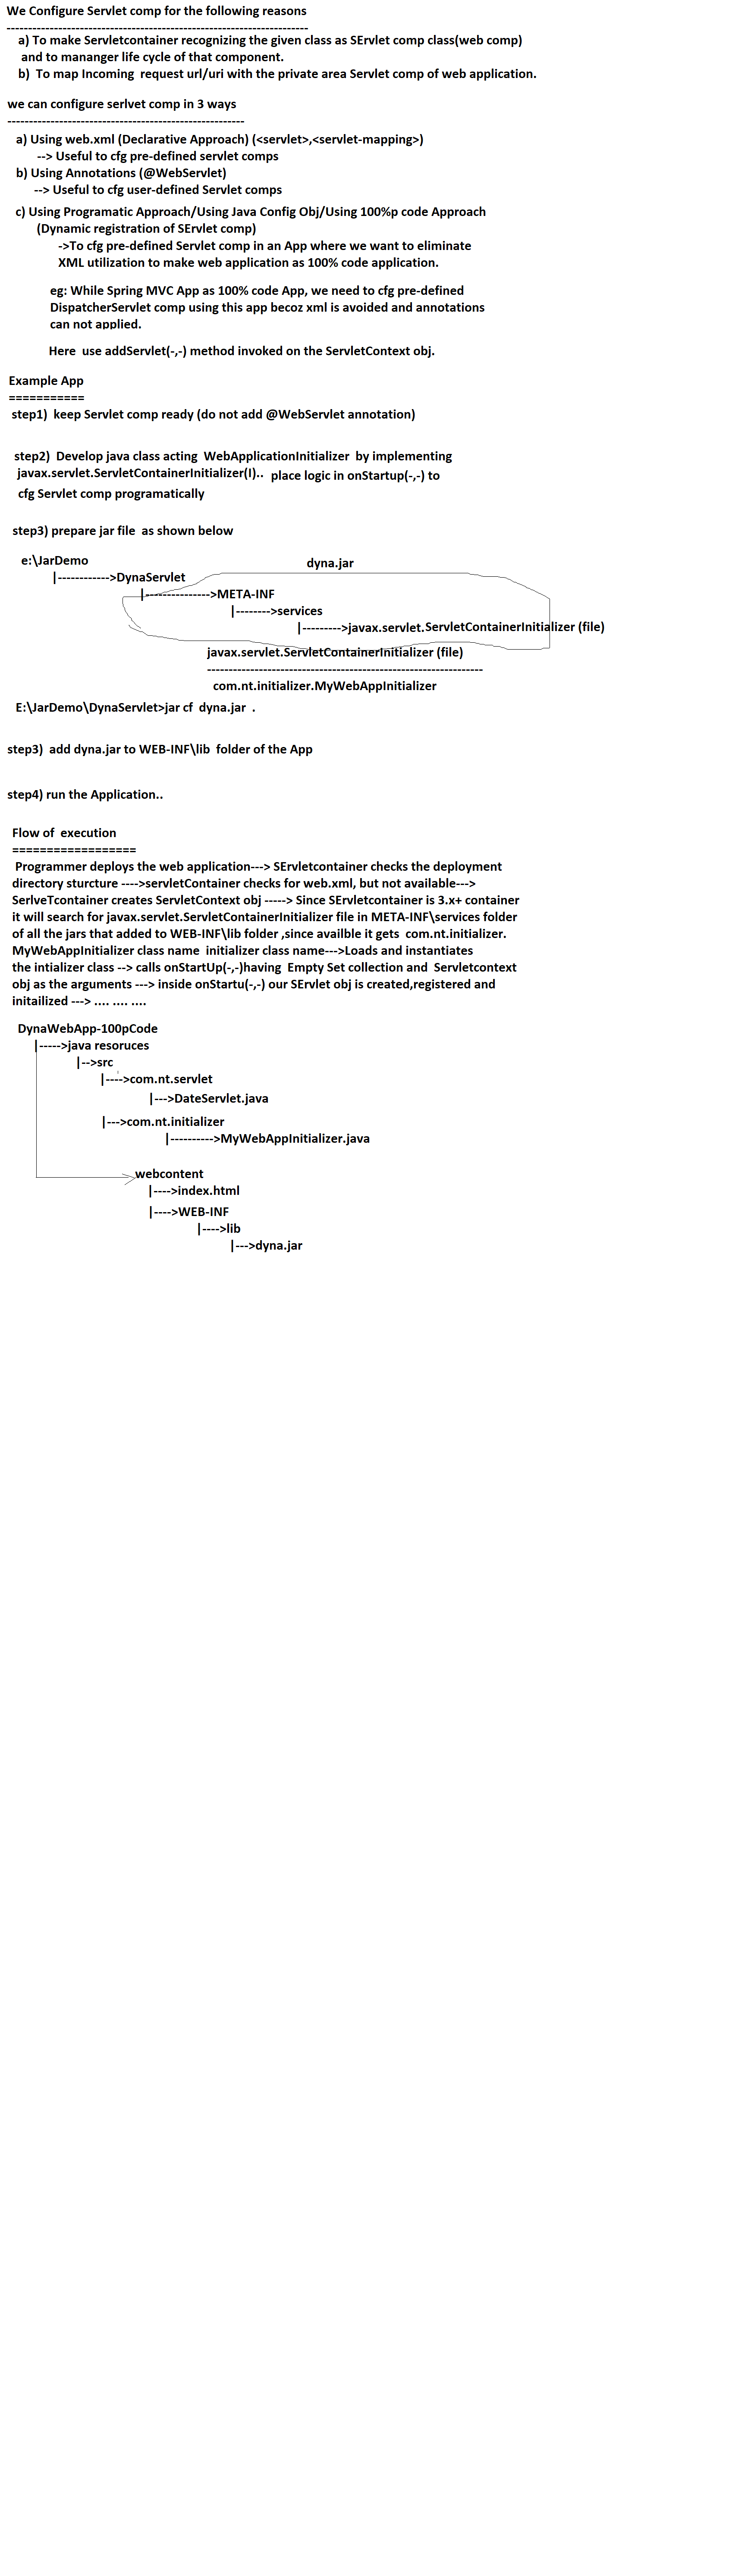 We Configure Servlet comp for the following reasons
----------------------------------------------------------------------
a) To make Servletcontainer recognizing the given class as SErvlet comp class(web comp)
and to mananger life cycle of that component.
b)  To map Incoming  request url/uri with the private area Servlet comp of web application.
we can configure serlvet comp in 3 ways
-------------------------------------------------------
a) Using web.xml (Declarative Approach) (<servlet>,<servlet-mapping>)
--> Useful to cfg pre-defined servlet comps
b) Using Annotations (@WebServlet)
--> Useful to cfg user-defined Servlet comps
c) Using Programatic Approach/Using Java Config Obj/Using 100%p code Approach
(Dynamic registration of SErvlet comp)
->To cfg pre-defined Servlet comp in an App where we want to eliminate
XML utilization to make web application as 100% code application.
eg: While Spring MVC App as 100% code App, we need to cfg pre-defined
DispatcherServlet comp using this app becoz xml is avoided and annotations
can not applied.
Here  use addServlet(-,-) method invoked on the ServletContext obj.
Example App
===========
step1)  keep Servlet comp ready (do not add @WebServlet annotation)
step2)  Develop java class acting  WebApplicationInitializer  by implementing
javax.servlet.ServletContainerInitializer(I)..  place logic in onStartup(-,-) to
cfg Servlet comp programatically
step3) prepare jar file  as shown below
e:\JarDemo
dyna.jar
|------------>DynaServlet
|--------------->META-INF
|-------->services
|--------->javax.servlet.ServletContainerInitializer (file)
javax.servlet.ServletContainerInitializer (file)
----------------------------------------------------------------
com.nt.initializer.MyWebAppInitializer
E:\JarDemo\DynaServlet>jar cf  dyna.jar  .
step3)  add dyna.jar to WEB-INF\lib  folder of the App
step4) run the Application..
Flow of  execution
==================
Programmer deploys the web application---> SErvletcontainer checks the deployment
directory sturcture ---->servletContainer checks for web.xml, but not available--->
SerlveTcontainer creates ServletContext obj -----> Since SErvletcontainer is 3.x+ container
it will search for javax.servlet.ServletContainerInitializer file in META-INF\services folder
of all the jars that added to WEB-INF\lib folder ,since availble it gets  com.nt.initializer.
MyWebAppInitializer class name  initializer class name--->Loads and instantiates
the intializer class --> calls onStartUp(-,-)having  Empty Set collection and  Servletcontext
obj as the arguments ---> inside onStartu(-,-) our SErvlet obj is created,registered and
initailized ---> .... .... ....
DynaWebApp-100pCode
|----->java resoruces
|-->src
|---->com.nt.servlet
|--->DateServlet.java
|--->com.nt.initializer
|---------->MyWebAppInitializer.java
webcontent
|---->index.html
|---->WEB-INF
|---->lib
|--->dyna.jar